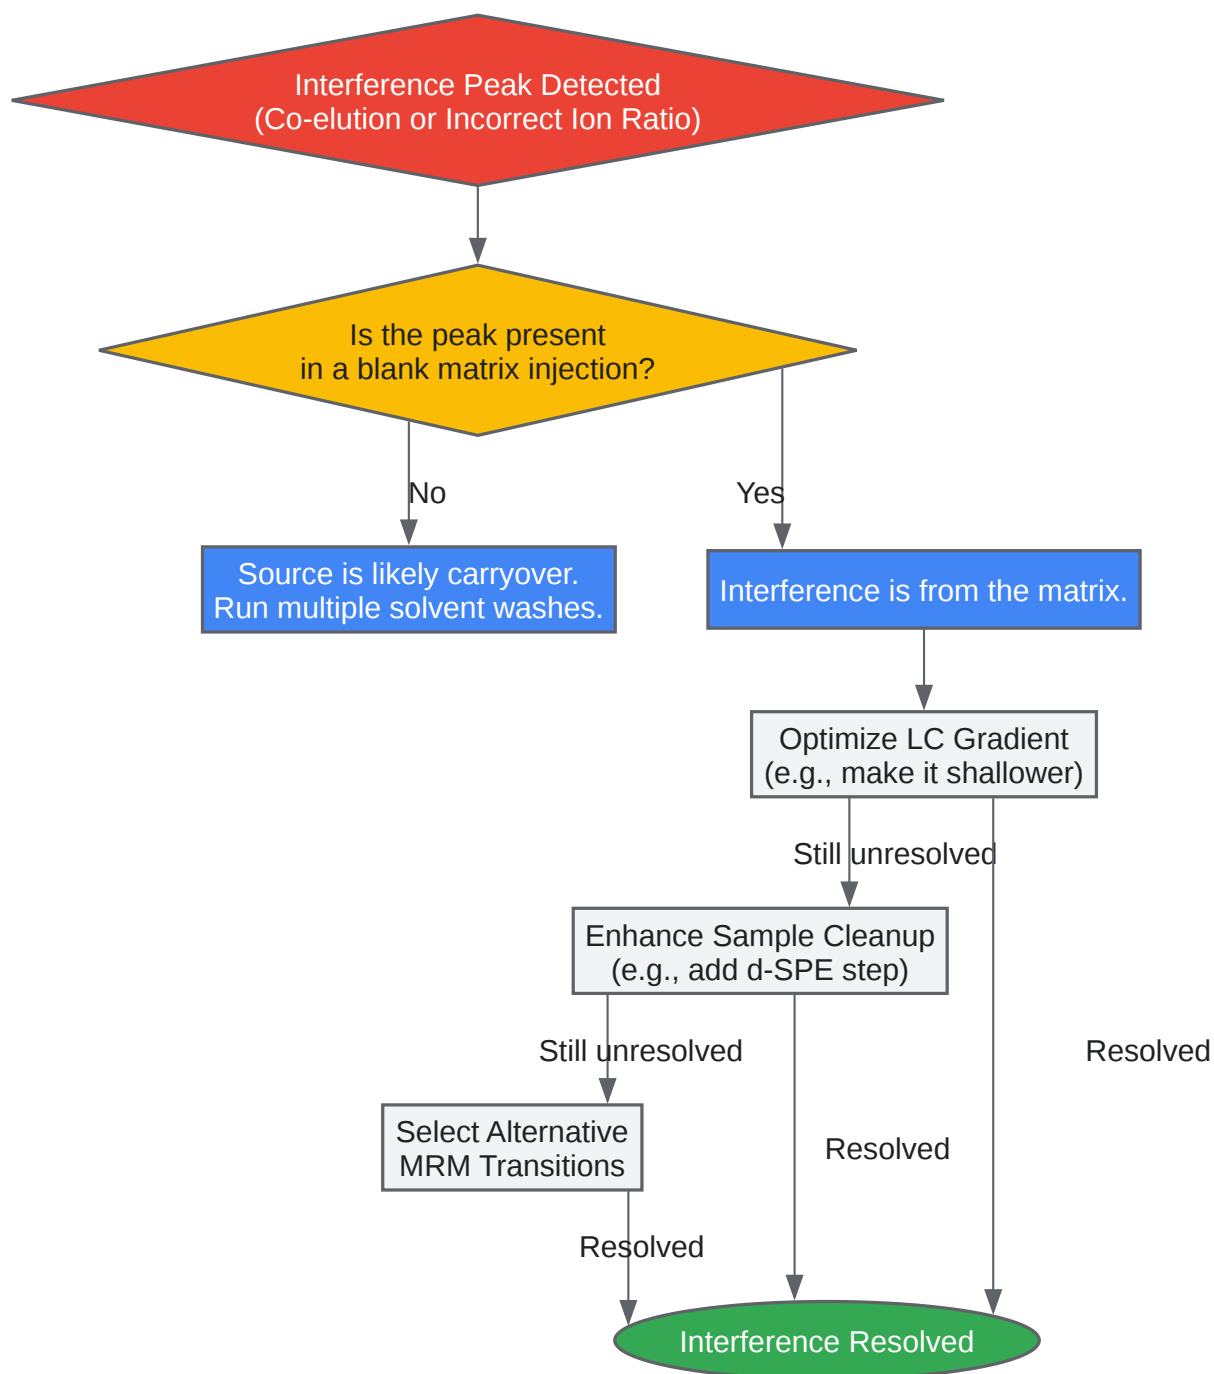 Interference Peak Detected
(Co-elution or Incorrect Ion Ratio)
Is the peak present
in a blank matrix injection?
No
Yes
Source is likely carryover.
Run multiple solvent washes.
Interference is from the matrix.
Optimize LC Gradient
(e.g., make it shallower)
Still unresolved
Enhance Sample Cleanup
(e.g., add d-SPE step)
Still unresolved
Resolved
Select Alternative
MRM Transitions
Resolved
Resolved
Interference Resolved